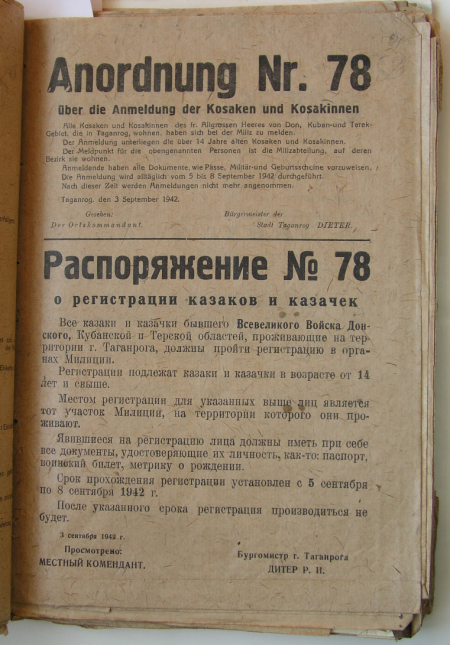 Anordnung Nr. 78
über die Anmeldung der Kosaken und Kosakinnen
Alle Kosaken und Kosakinen des fr. Allgrossen Heeres von Don, Kuban-und Terek-
Gebiet, die in Taganrog, wohnen, haben sich bei der Miliz zu melden.
Der Anmeldung unterliegen die über 14 Jahre alten Kosaken und Kosakinnen.
Der Meldpunkt für die obengenannten Personen ist die Milizabteilung, auf deren
Bezirk sie wohnen.
Anmeldende haben alle Dokumente, wie Pässe, Militär-und Geburtsscheine vorzuweisen.
Die Anmeldung wird alltäglich vom 5 bis 8 September 1942 durchgeführt.
Nach dieser Zeit werden Anmeldungen nicht mehr angenommen.
Taganrog, den 3 September 1942.
Gesehen: Bürgermeister der
Der Ortskommandant. Stadt Taganrog DIETER.
Распоряжение № 78
о регистрации казаков и казачек
Все казаки и казачки бывшего Всевеликого Войска Дон-
ского, Кубанской и Терской областей, проживающие на тер-
ритории г. Таганрога, должны пройти регистрацию в орга-
нах Милиции.
Регистрации подлежат казаки и казачки в возрасте от 14
лет и свыше.
Местом регистрации для указанных выше лиц является
тот участок Милиции, на территории которого они про-
живают.
Явившиеся на регистрацию лица должны иметь при себе
все документы, удостоверяющие их личность, как-то: паспорт,
воинский билет, метрику о рождении.
Срок прохождения регистрации установлен с 5 сентября
по 8 сентября 1942 г.
После указанного срока регистрация производиться не
будет.
3 сентября 1942 г.
Просмотрено: Бургомистр г. Таганрога
МЕСТНЫЙ КОМЕНДАНТ. ДИТЕР Р. И.